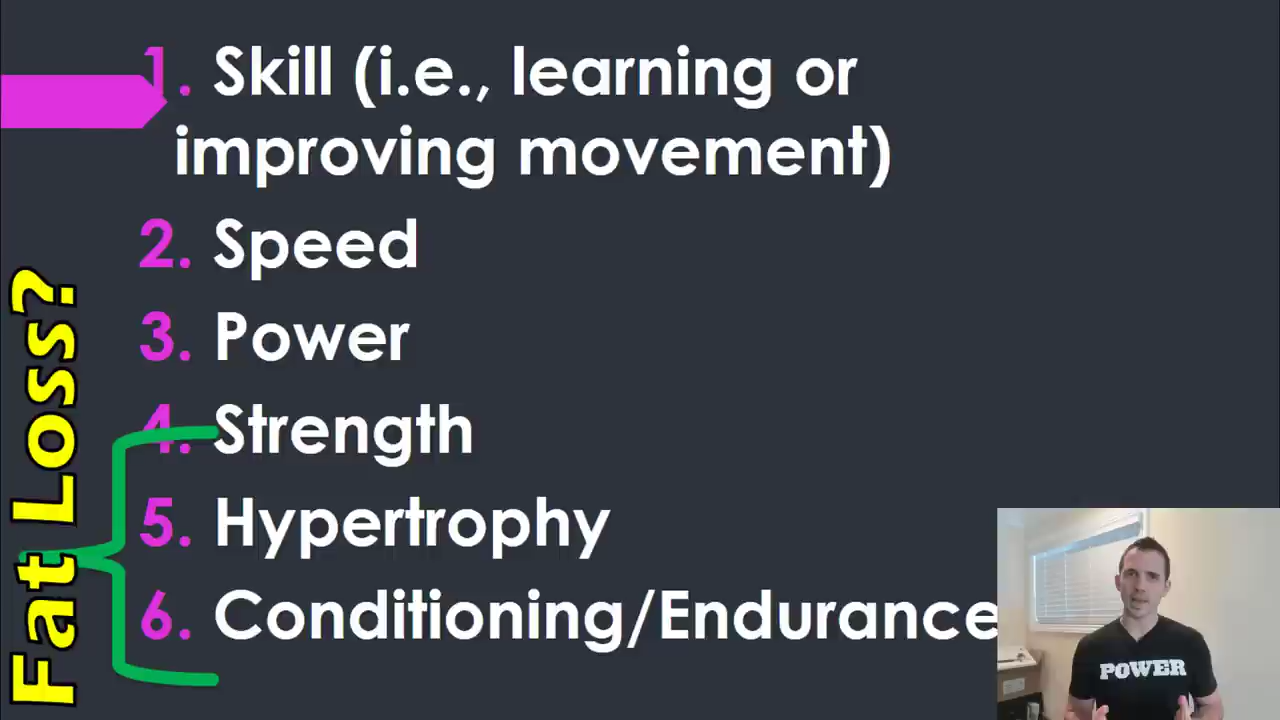 1. Skill (i.e., learning or
improving movement)
2. Speed
3. Power
4. Strength
5. Hypertrophy
6. Conditioning/Endurance
Fat Loss?
POWER